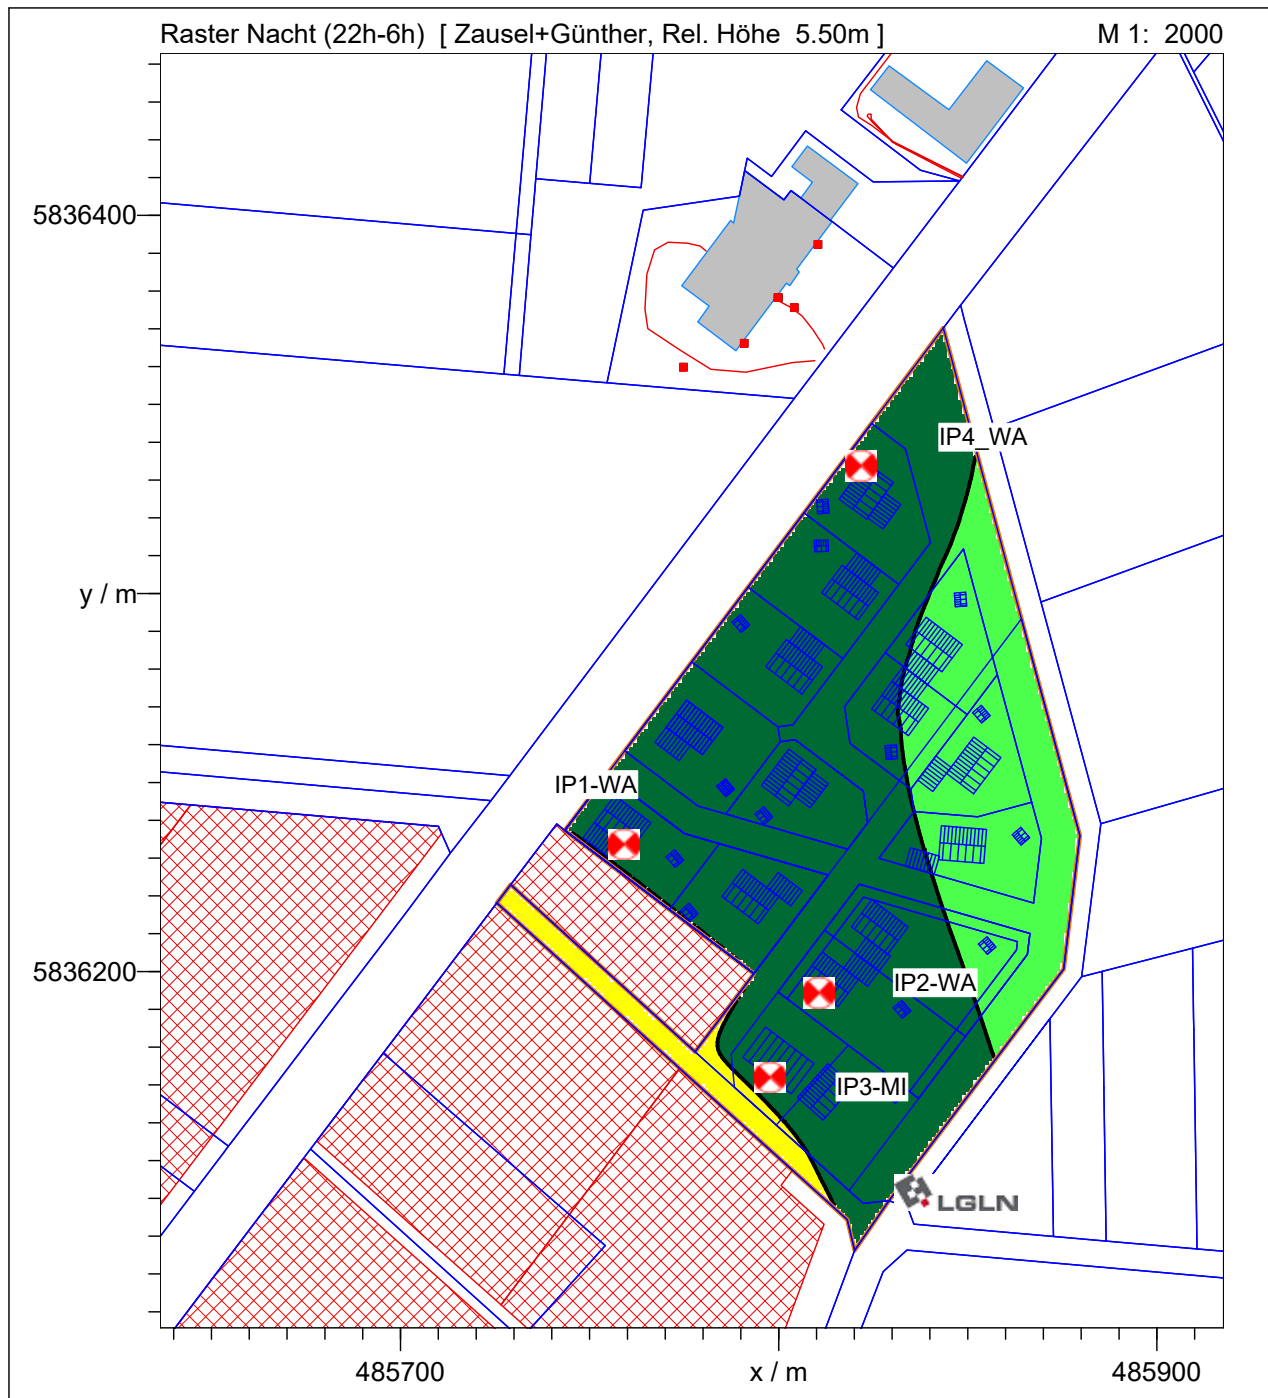 Raster Nacht (22h-6h) [ Zausel+Günther, Rel. Höhe 5.50m ] M 1: 2000
5836400
IP4_WA
y / m
IP1-WA
5836200
IP2-WA
IP3-MI
LGLN
485700 x / m 485900